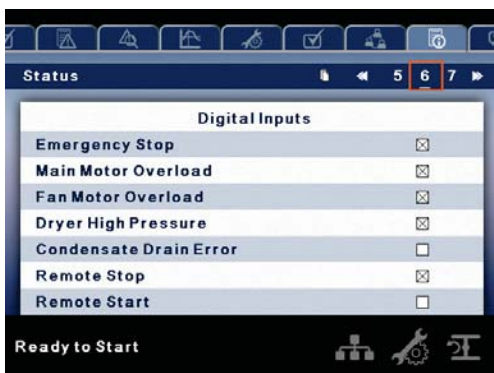 Status 5 6 7
Digital Inputs
Emergency Stop
Main Motor Overload
Fan Motor Overload
Dryer High Pressure
Condensate Drain Error
Remote Stop
Remote Start
Ready to Start